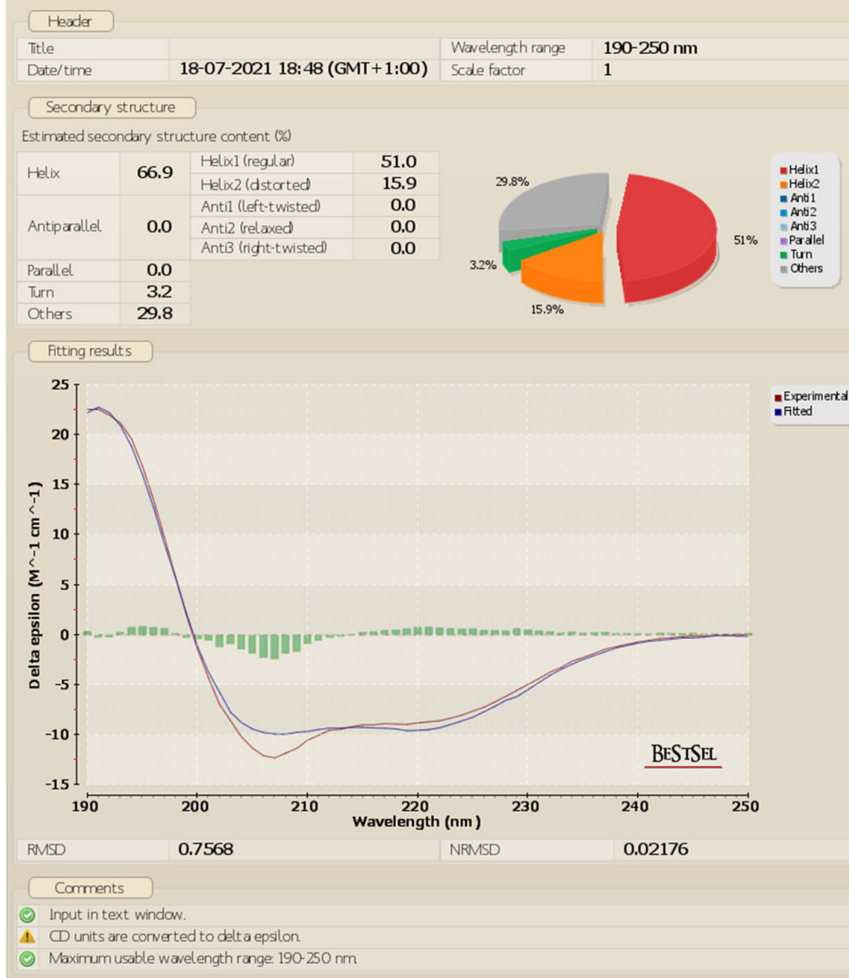 Header
Title Wavelength range 190-250 nm
Date/time 18-07-2021 18:48 (GMT+1:00) Scale factor 1
Secondary structure
Estimated secondary structure content (%)
Helix 66.9 Helix1 (regular) 51.0
Helix2 (distorted) 15.9
Antiparallel 0.0 Anti1 (left-twisted) 0.0
Anti2 (relaxed) 0.0
Anti3 (right-twisted) 0.0
Parallel 0.0
Turn 3.2
Others 29.8
29.8%
51%
3.2%
15.9%
Helix1
Helix2
Anti1
Anti2
Anti3
Parallel
Turn
Others
Fitting results
Experimental
Fitted
Delta epsilon (M^-1 cm^-1)
25
20
15
10
5
0
-5
-10
-15
BESTSEL
190 200 210 220 230 240 250
Wavelength (nm)
RMSD 0.7568 NRMSD 0.02176
Comments
Input in text window.
CD units are converted to delta epsilon.
Maximum usable wavelength range: 190-250 nm.